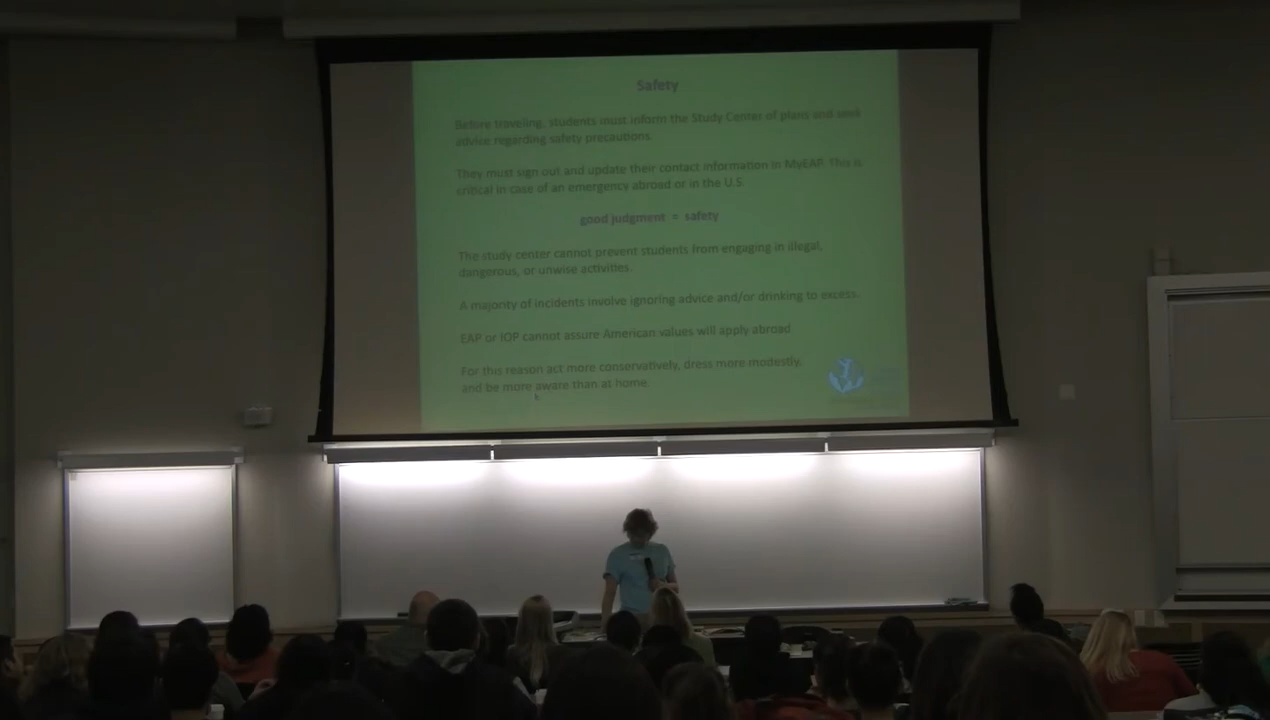 Safety
Before traveling, students must inform the Study Center of plans and seek
advice regarding safety precautions.
They must sign out and update their contact information in MyEAP. This is
critical in case of an emergency abroad or in the U.S.
good judgment = safety
The study center cannot prevent students from engaging in illegal,
dangerous, or unwise activities.
A majority of incidents involve ignoring advice and/or drinking to excess.
EAP or IOP cannot assure American values will apply abroad
For this reason act more conservatively, dress more modestly,
and be more aware than at home.